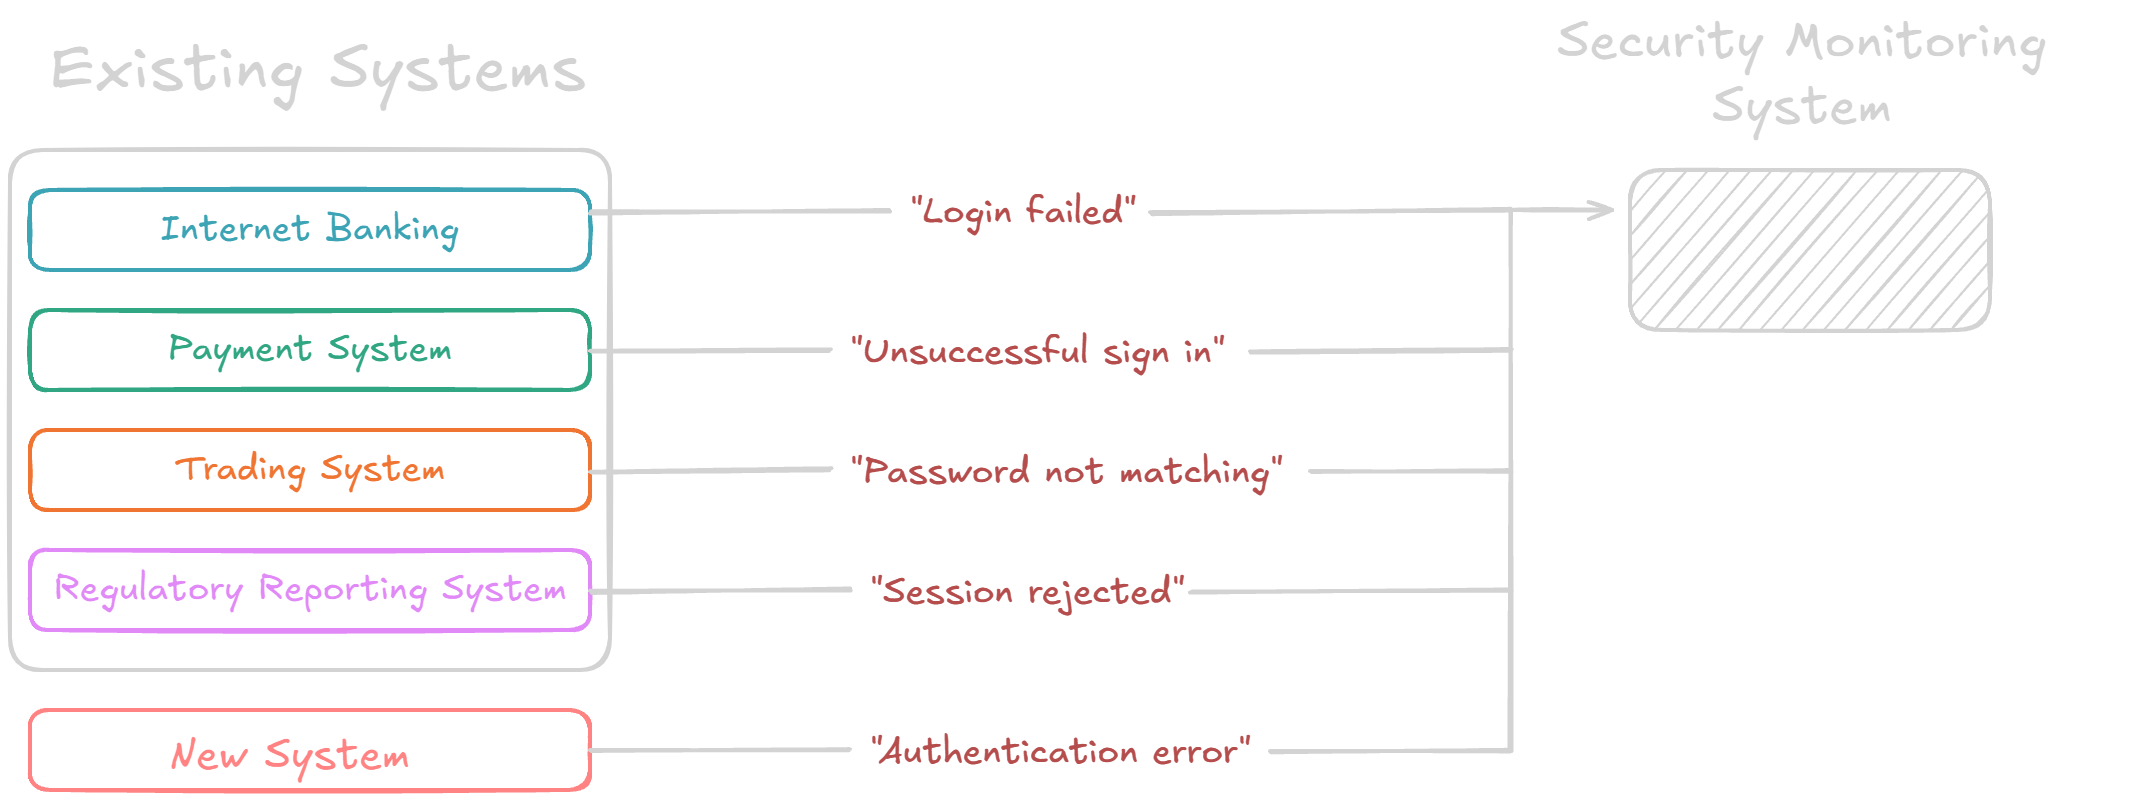 Existing Systems
Security Monitoring
System
Internet Banking
"Login failed"
Payment System
"Unsuccessful sign in"
Trading System
"Password not matching"
Regulatory Reporting System
"Session rejected"
New System
"Authentication error"